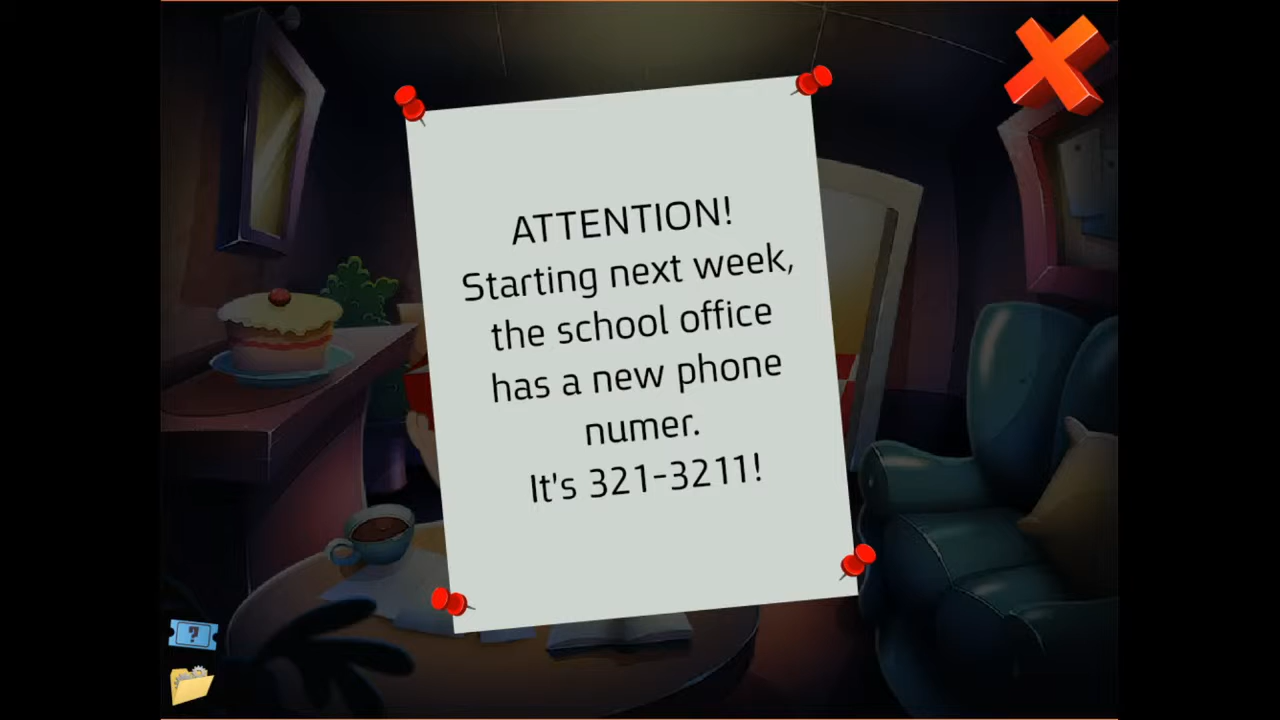 ATTENTION!
Starting next week,
the school office
has a new phone
numer.
It's 321-3211!
?